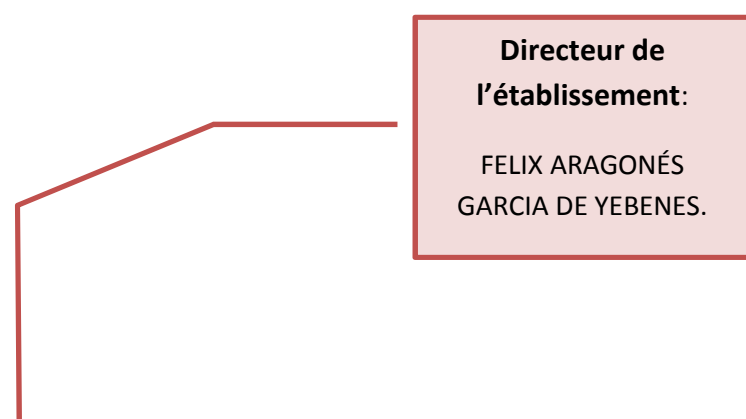 Directeur de
l’établissement:
FELIX ARAGONÉS
GARCIA DE YEBENES.